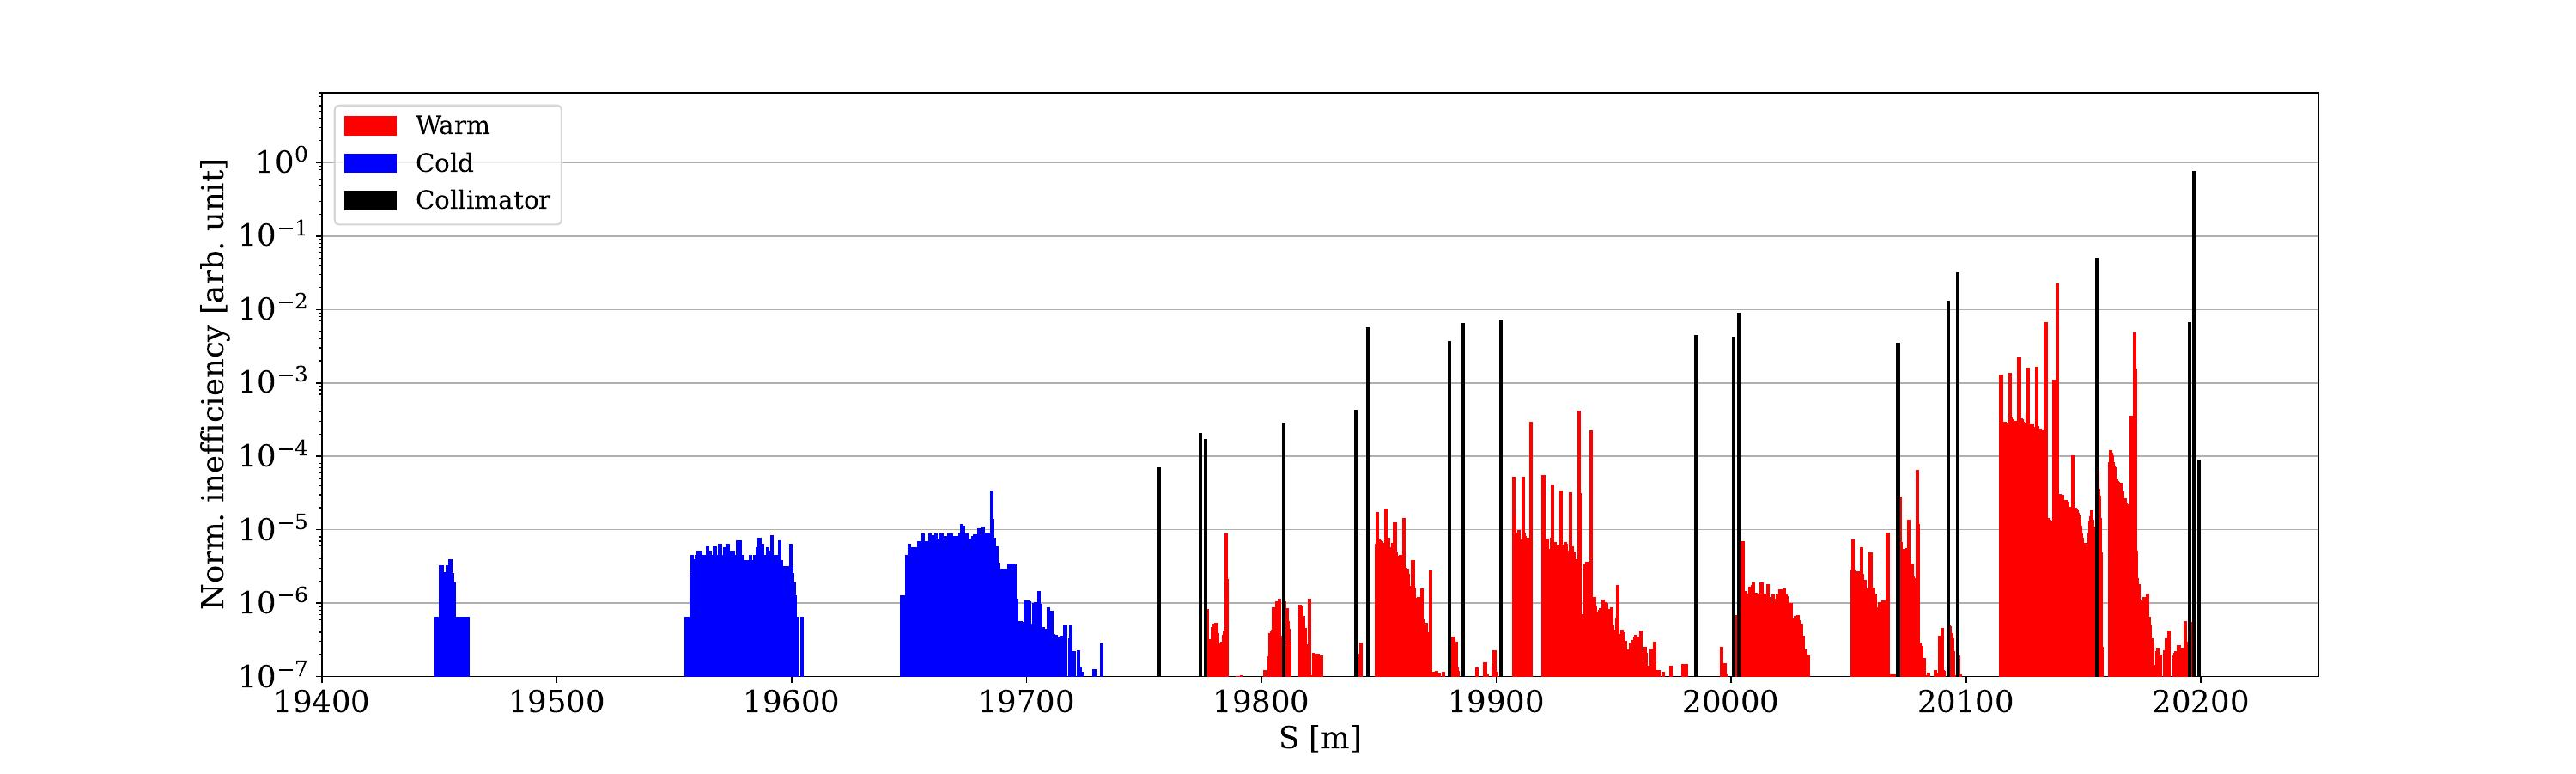 Warm
Cold
Collimator
Norm. inefficiency [arb. unit]
10⁰
10⁻¹
10⁻²
10⁻³
10⁻⁴
10⁻⁵
10⁻⁶
10⁻⁷
19400 19500 19600 19700 19800 19900 20000 20100 20200
S [m]